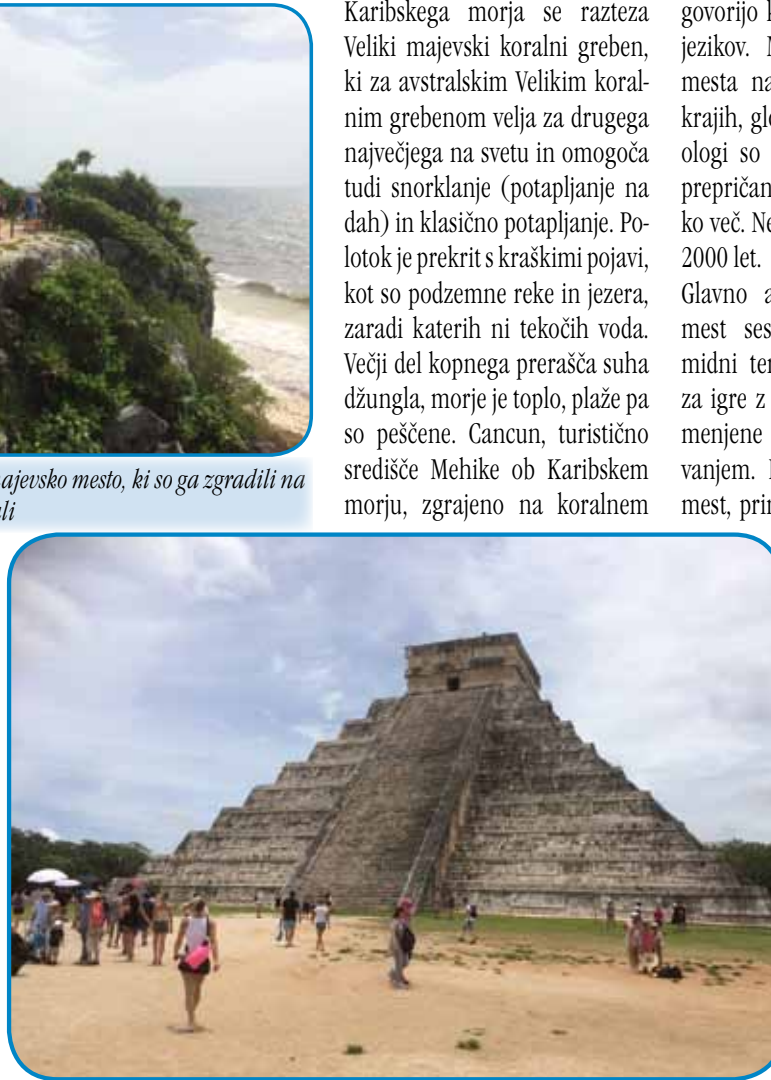 ajevsko mesto, ki so ga zgradili na
li
Karibskega morja se razteza
Veliki majevski koralni greben,
ki za avstralskim Velikim koral-
nim grebenom velja za drugega
največjega na svetu in omogoča
tudi snorklanje (potapljanje na
dah) in klasično potapljanje. Po-
lotok je prekrit s kraškimi pojavi,
kot so podzemne reke in jezera,
zaradi katerih ni tekočih voda.
Večji del kopnega prerašča suha
džungla, morje je toplo, plaže pa
so peščene. Cancun, turistično
središče Mehike ob Karibskem
morju, zgrajeno na koralnem
govorijo
jezikov.
mesta na
krajih,
ologi so
prepričan
ko več. Ne
2000 let.
Glavno a
mest ses
midni
za igre z
menjene
vanjem.
mest,